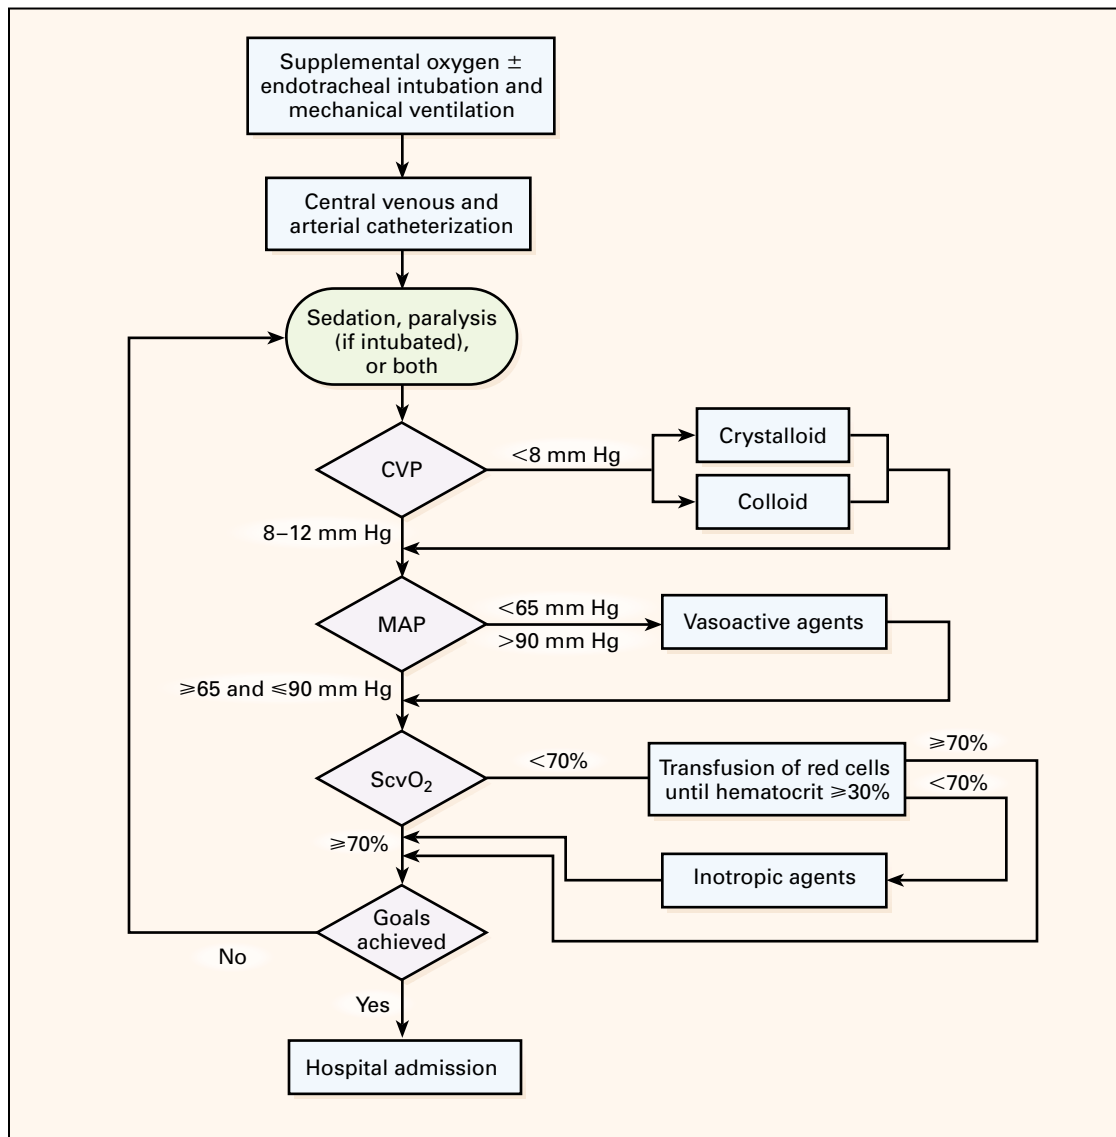 Supplemental oxygen ±
endotracheal intubation and
mechanical ventilation
Central venous and
arterial catheterization
Sedation, paralysis
(if intubated),
or both
CVP
<8 mm Hg
Crystalloid
Colloid
8–12 mm Hg
MAP
<65 mm Hg
>90 mm Hg
Vasoactive agents
≥65 and ≤90 mm Hg
ScvO₂
<70%
Transfusion of red cells
until hematocrit ≥30%
≥70%
<70%
≥70%
Inotropic agents
Goals
achieved
No
Yes
Hospital admission